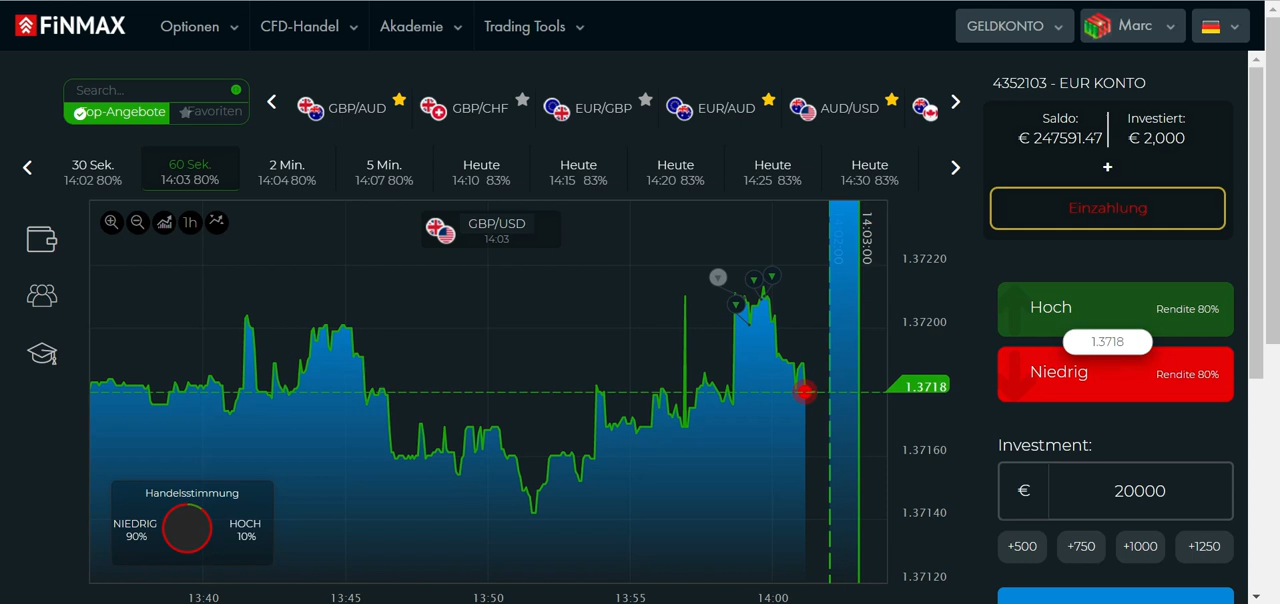 FiNMAX
Optionen
CFD-Handel
Akademie
Trading Tools
GELDKONTO
Marc
Search...
Top-Angebote
Favoriten
GBP/AUD
GBP/CHF
EUR/GBP
EUR/AUD
AUD/USD
30 Sek.
14:02 80%
60 Sek.
14:03 80%
2 Min.
14:04 80%
5 Min.
14:07 80%
Heute
14:10 83%
Heute
14:15 83%
Heute
14:20 83%
Heute
14:25 83%
Heute
14:30 83%
1h
GBP/USD
14:03
14:02:00
14:03:00
1.37220
1.37200
1.3718
1.37160
1.37140
1.37120
Handelsstimmung
NIEDRIG
90%
HOCH
10%
13:40
13:45
13:50
13:55
14:00
4352103 - EUR KONTO
Saldo:
€ 247591.47
Investiert:
€ 2,000
+
Einzahlung
Hoch
Rendite 80%
1.3718
Niedrig
Rendite 80%
Investment:
€
20000
+500
+750
+1000
+1250